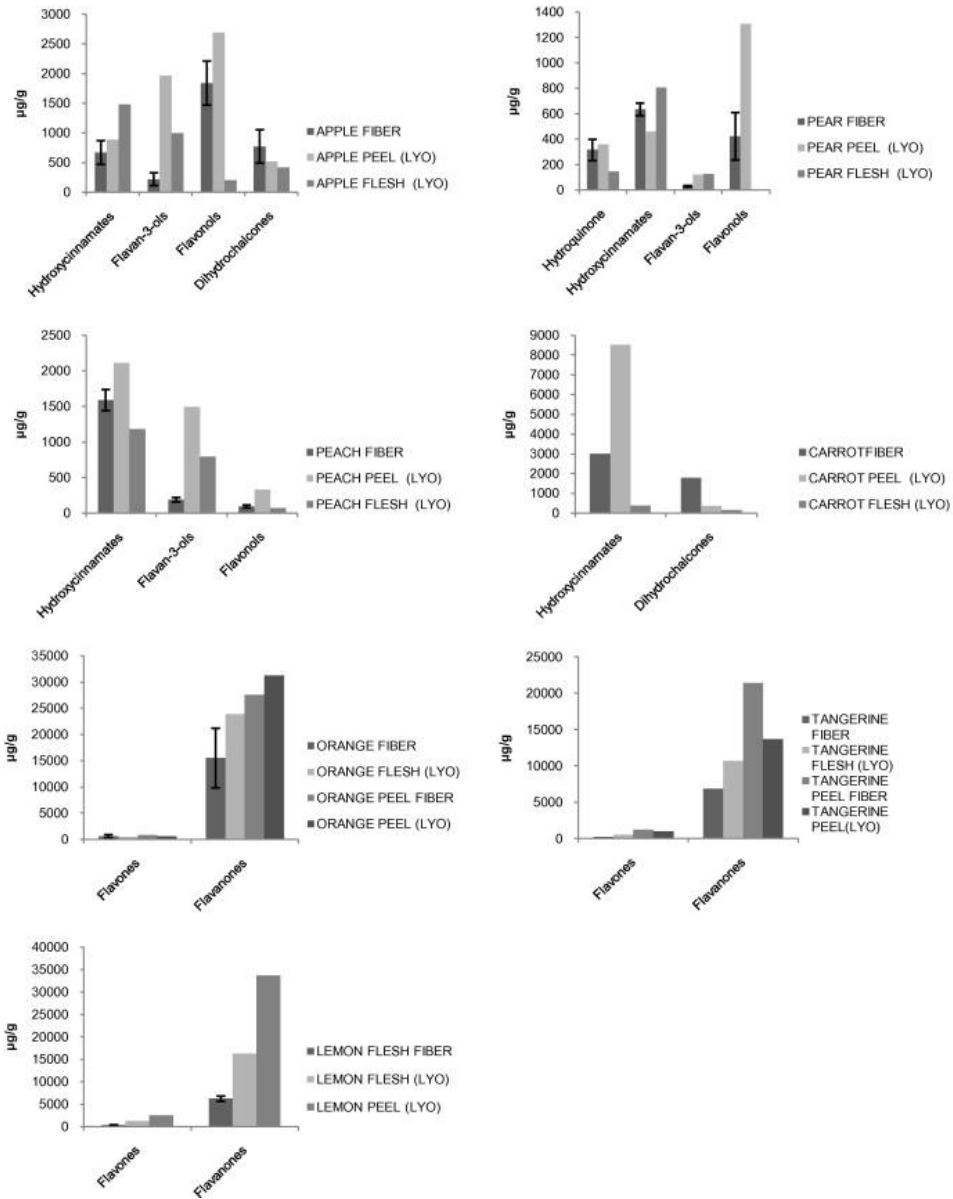 3000
2500
2000
1500
1000
500
0
µg/g
Hydroxycinnamates
Flavan-3-ols
Flavonols
Dihydrochalcones
APPLE FIBER
APPLE PEEL (LYO)
APPLE FLESH (LYO)
1400
1200
1000
800
600
400
200
0
µg/g
Hydroquinone
Hydroxycinnamates
Flavan-3-ols
Flavonols
PEAR FIBER
PEAR PEEL (LYO)
PEAR FLESH (LYO)
2500
2000
1500
1000
500
0
µg/g
Hydroxycinnamates
Flavan-3-ols
Flavonols
PEACH FIBER
PEACH PEEL (LYO)
PEACH FLESH (LYO)
9000
8000
7000
6000
5000
4000
3000
2000
1000
0
µg/g
Hydroxycinnamates
Dihydrochalcones
CARROTFIBER
CARROT PEEL (LYO)
CARROT FLESH (LYO)
35000
30000
25000
20000
15000
10000
5000
0
µg/g
Flavones
Flavanones
ORANGE FIBER
ORANGE FLESH (LYO)
ORANGE PEEL FIBER
ORANGE PEEL (LYO)
25000
20000
15000
10000
5000
0
µg/g
Flavones
Flavanones
TANGERINE
FIBER
TANGERINE
FLESH (LYO)
TANGERINE
PEEL FIBER
TANGERINE
PEEL(LYO)
40000
35000
30000
25000
20000
15000
10000
5000
0
µg/g
Flavones
Flavanones
LEMON FLESH FIBER
LEMON FLESH (LYO)
LEMON PEEL (LYO)